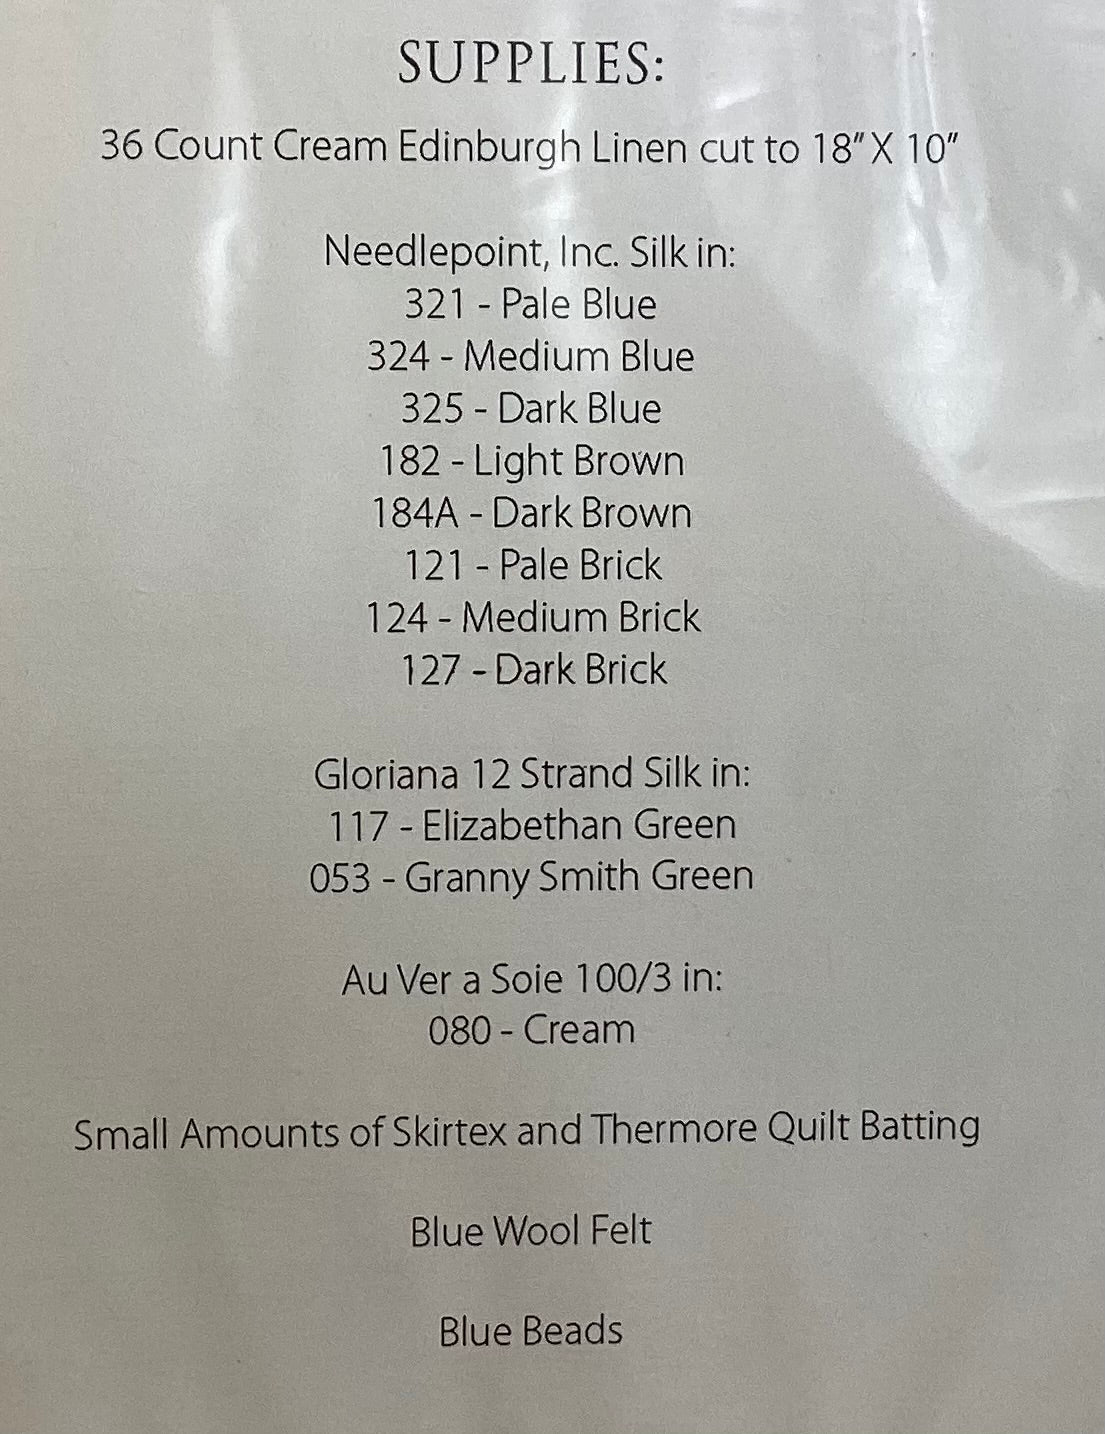 SUPPLIES:
36 Count Cream Edinburgh Linen cut to 18" X 10"
Needlepoint, Inc. Silk in:
321 - Pale Blue
324 - Medium Blue
325 - Dark Blue
182 - Light Brown
184A - Dark Brown
121 - Pale Brick
124 - Medium Brick
127 - Dark Brick
Gloriana 12 Strand Silk in:
117 - Elizabethan Green
053 - Granny Smith Green
Au Ver a Soie 100/3 in:
080 - Cream
Small Amounts of Skirtex and Thermore Quilt Batting
Blue Wool Felt
Blue Beads